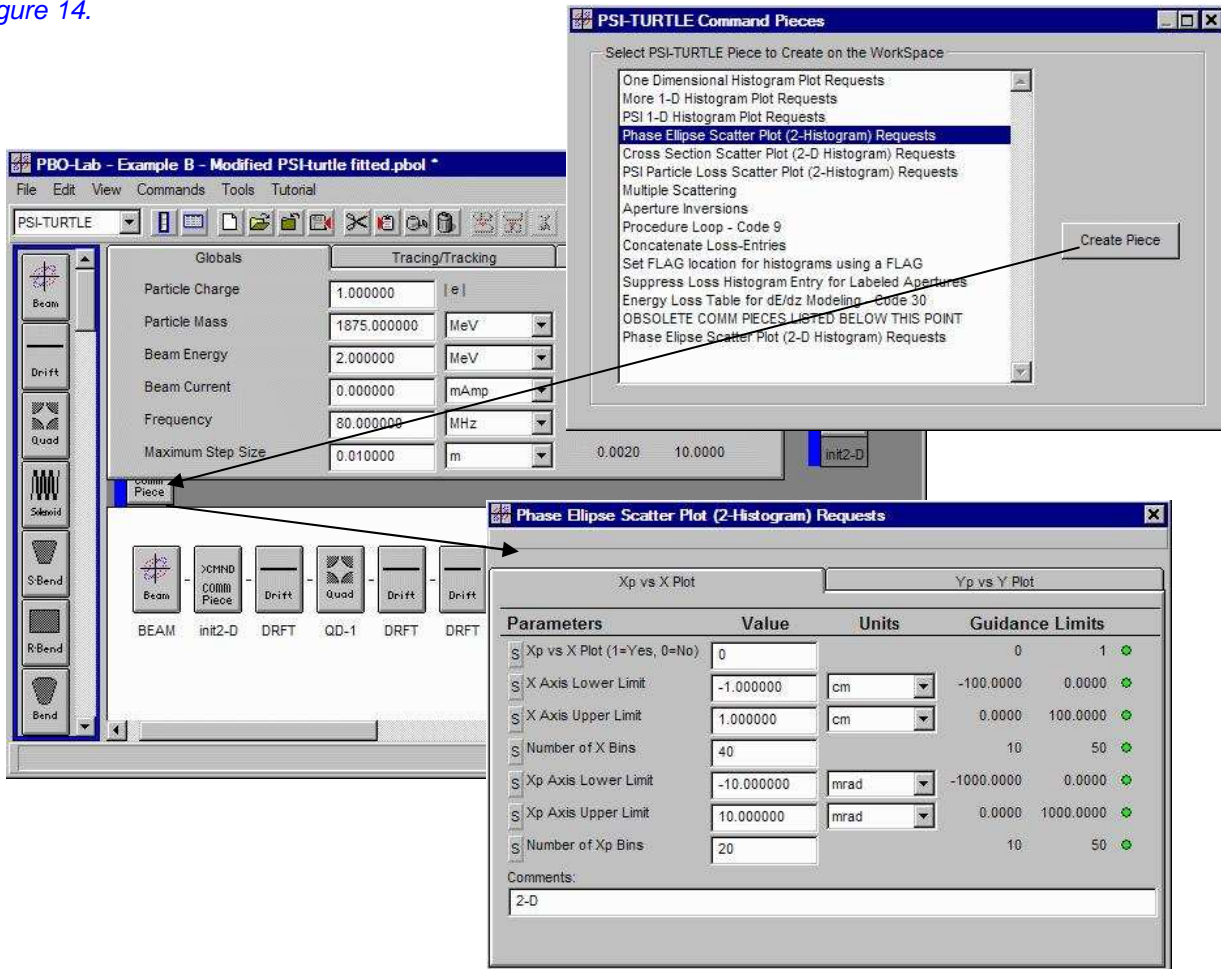 gure 14.
PSI-TURTLE Command Pieces
Select PSI-TURTLE Piece to Create on the WorkSpace
One Dimensional Histogram Plot Requests
More 1-D Histogram Plot Requests
PSI 1-D Histogram Plot Requests
Phase Ellipse Scatter Plot (2-Histogram) Requests
Cross Section Scatter Plot (2-D Histogram) Requests
PSI Particle Loss Scatter Plot (2-Histogram) Requests
Multiple Scattering
Aperture Inversions
Procedure Loop - Code 9
Concatenate Loss-Entries
Set FLAG location for histograms using a FLAG
Suppress Loss Histogram Entry for Labeled Apertures
Energy Loss Table for dE/dz Modeling - Code 30
OBSOLETE COMM PIECES LISTED BELOW THIS POINT
Phase Elipse Scatter Plot (2-D Histogram) Requests
Create Piece
PBO-Lab - Example B - Modified PSI-turtle fitted.pbol *
File Edit View Commands Tools Tutorial
PSI-TURTLE
Globals Tracing/Tracking
Particle Charge 1.000000 |e|
Particle Mass 1875.000000 MeV
Beam Energy 2.000000 MeV
Beam Current 0.000000 mAmp
Frequency 80.000000 MHz
Maximum Step Size 0.010000 m 0.0020 10.0000
init2-D
Comm
Piece
Beam
Drift
Quad
Solenoid
S-Bend
R-Bend
Bend
Beam
>CMND
COMM
Piece
Drift
Quad
Drift
Drift
BEAM init2-D DRFT QD-1 DRFT DRFT
Phase Ellipse Scatter Plot (2-Histogram) Requests
Xp vs X Plot Yp vs Y Plot
Parameters Value Units Guidance Limits
S Xp vs X Plot (1=Yes, 0=No) 0 0 1
S X Axis Lower Limit -1.000000 cm -100.0000 0.0000
S X Axis Upper Limit 1.000000 cm 0.0000 100.0000
S Number of X Bins 40 10 50
S Xp Axis Lower Limit -10.000000 mrad -1000.0000 0.0000
S Xp Axis Upper Limit 10.000000 mrad 0.0000 1000.0000
S Number of Xp Bins 20 10 50
Comments:
2-D